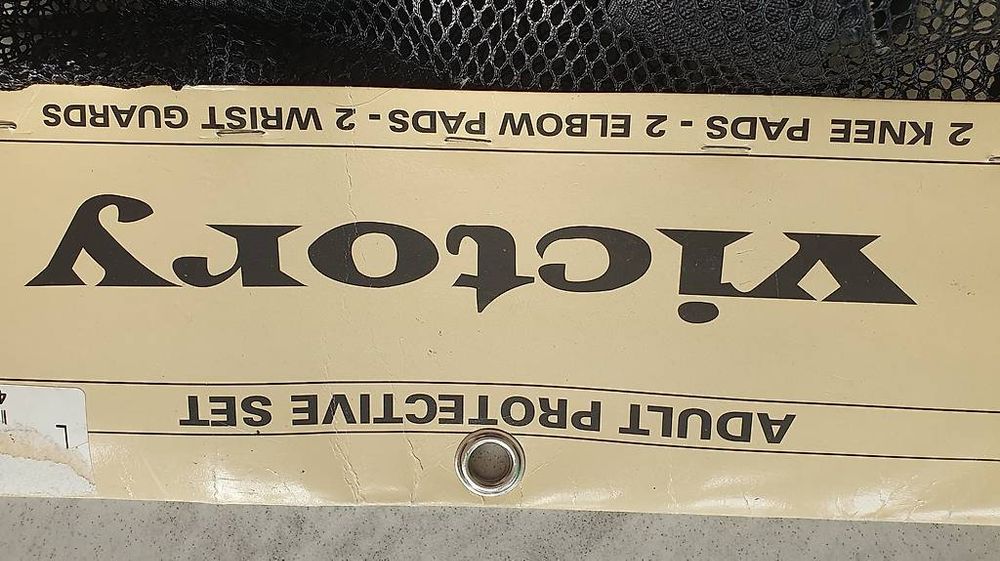 ADULT PROTECTIVE SET
victory
2 KNEE PADS - 2 ELBOW PADS - 2 WRIST GUARDS
L